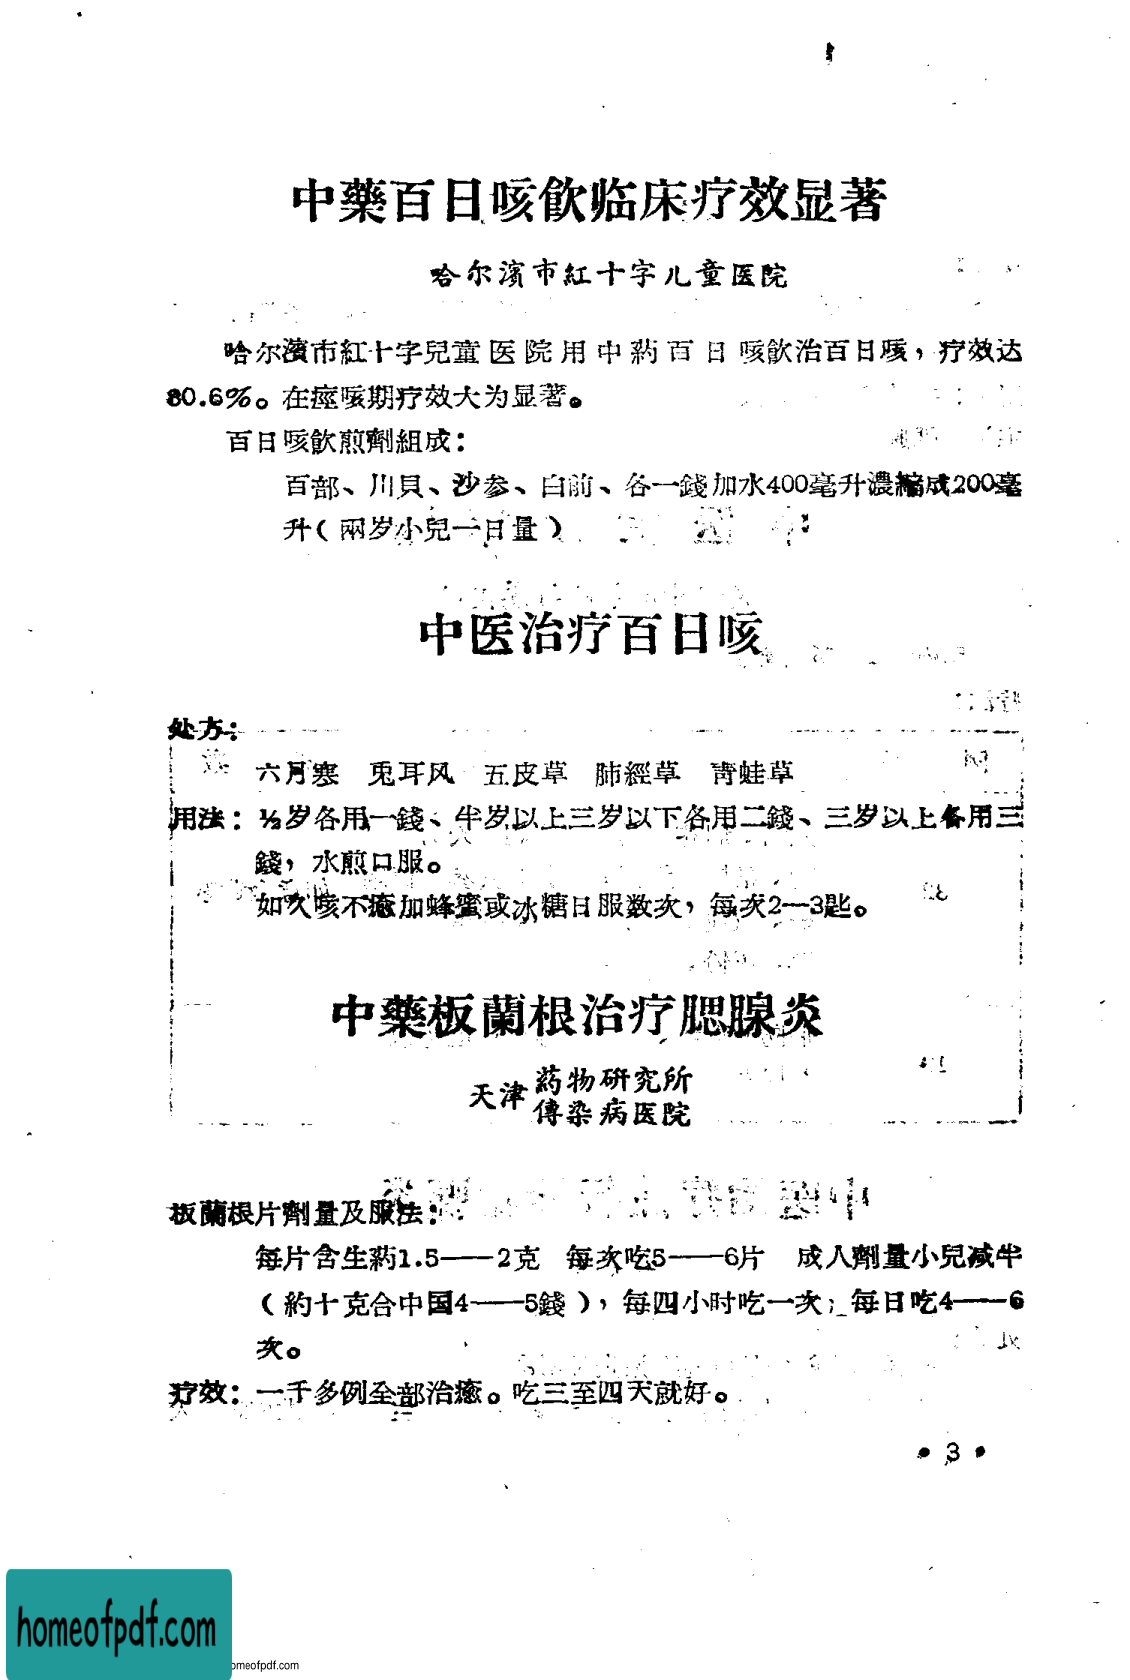 中藥百日咳飲临床疗效显著
哈尔濱市紅十字儿童医院
哈尔濱市紅十字兒童医院用中药百日咳飲治百日咳，疗效达
80.6%。在痙咳期疗效大为显著。
百日咳飲煎劑組成：
百部、川貝、沙参、白前、各一錢加水400毫升濃縮成200毫
升（兩岁小兒一日量）
中医治疗百日咳
处方：
六月寒 兎耳风 五皮草 肺經草 青蛙草
用法：½岁各用一錢、半岁以上三岁以下各用二錢、三岁以上各用三
錢，水煎口服。
如久咳不癒加蜂蜜或冰糖日服数次，每次2—3匙。
中藥板蘭根治疗腮腺炎
天津药物研究所
傳染病医院
板蘭根片劑量及服法：
每片含生药1.5——2克 每次吃5——6片 成人劑量小兒减半
（約十克合中国4——5錢），每四小时吃一次；每日吃4——6
次。
疗效：一千多例全部治癒。吃三至四天就好。
• 3 •
homeofpdf.com
omeofpdf.com